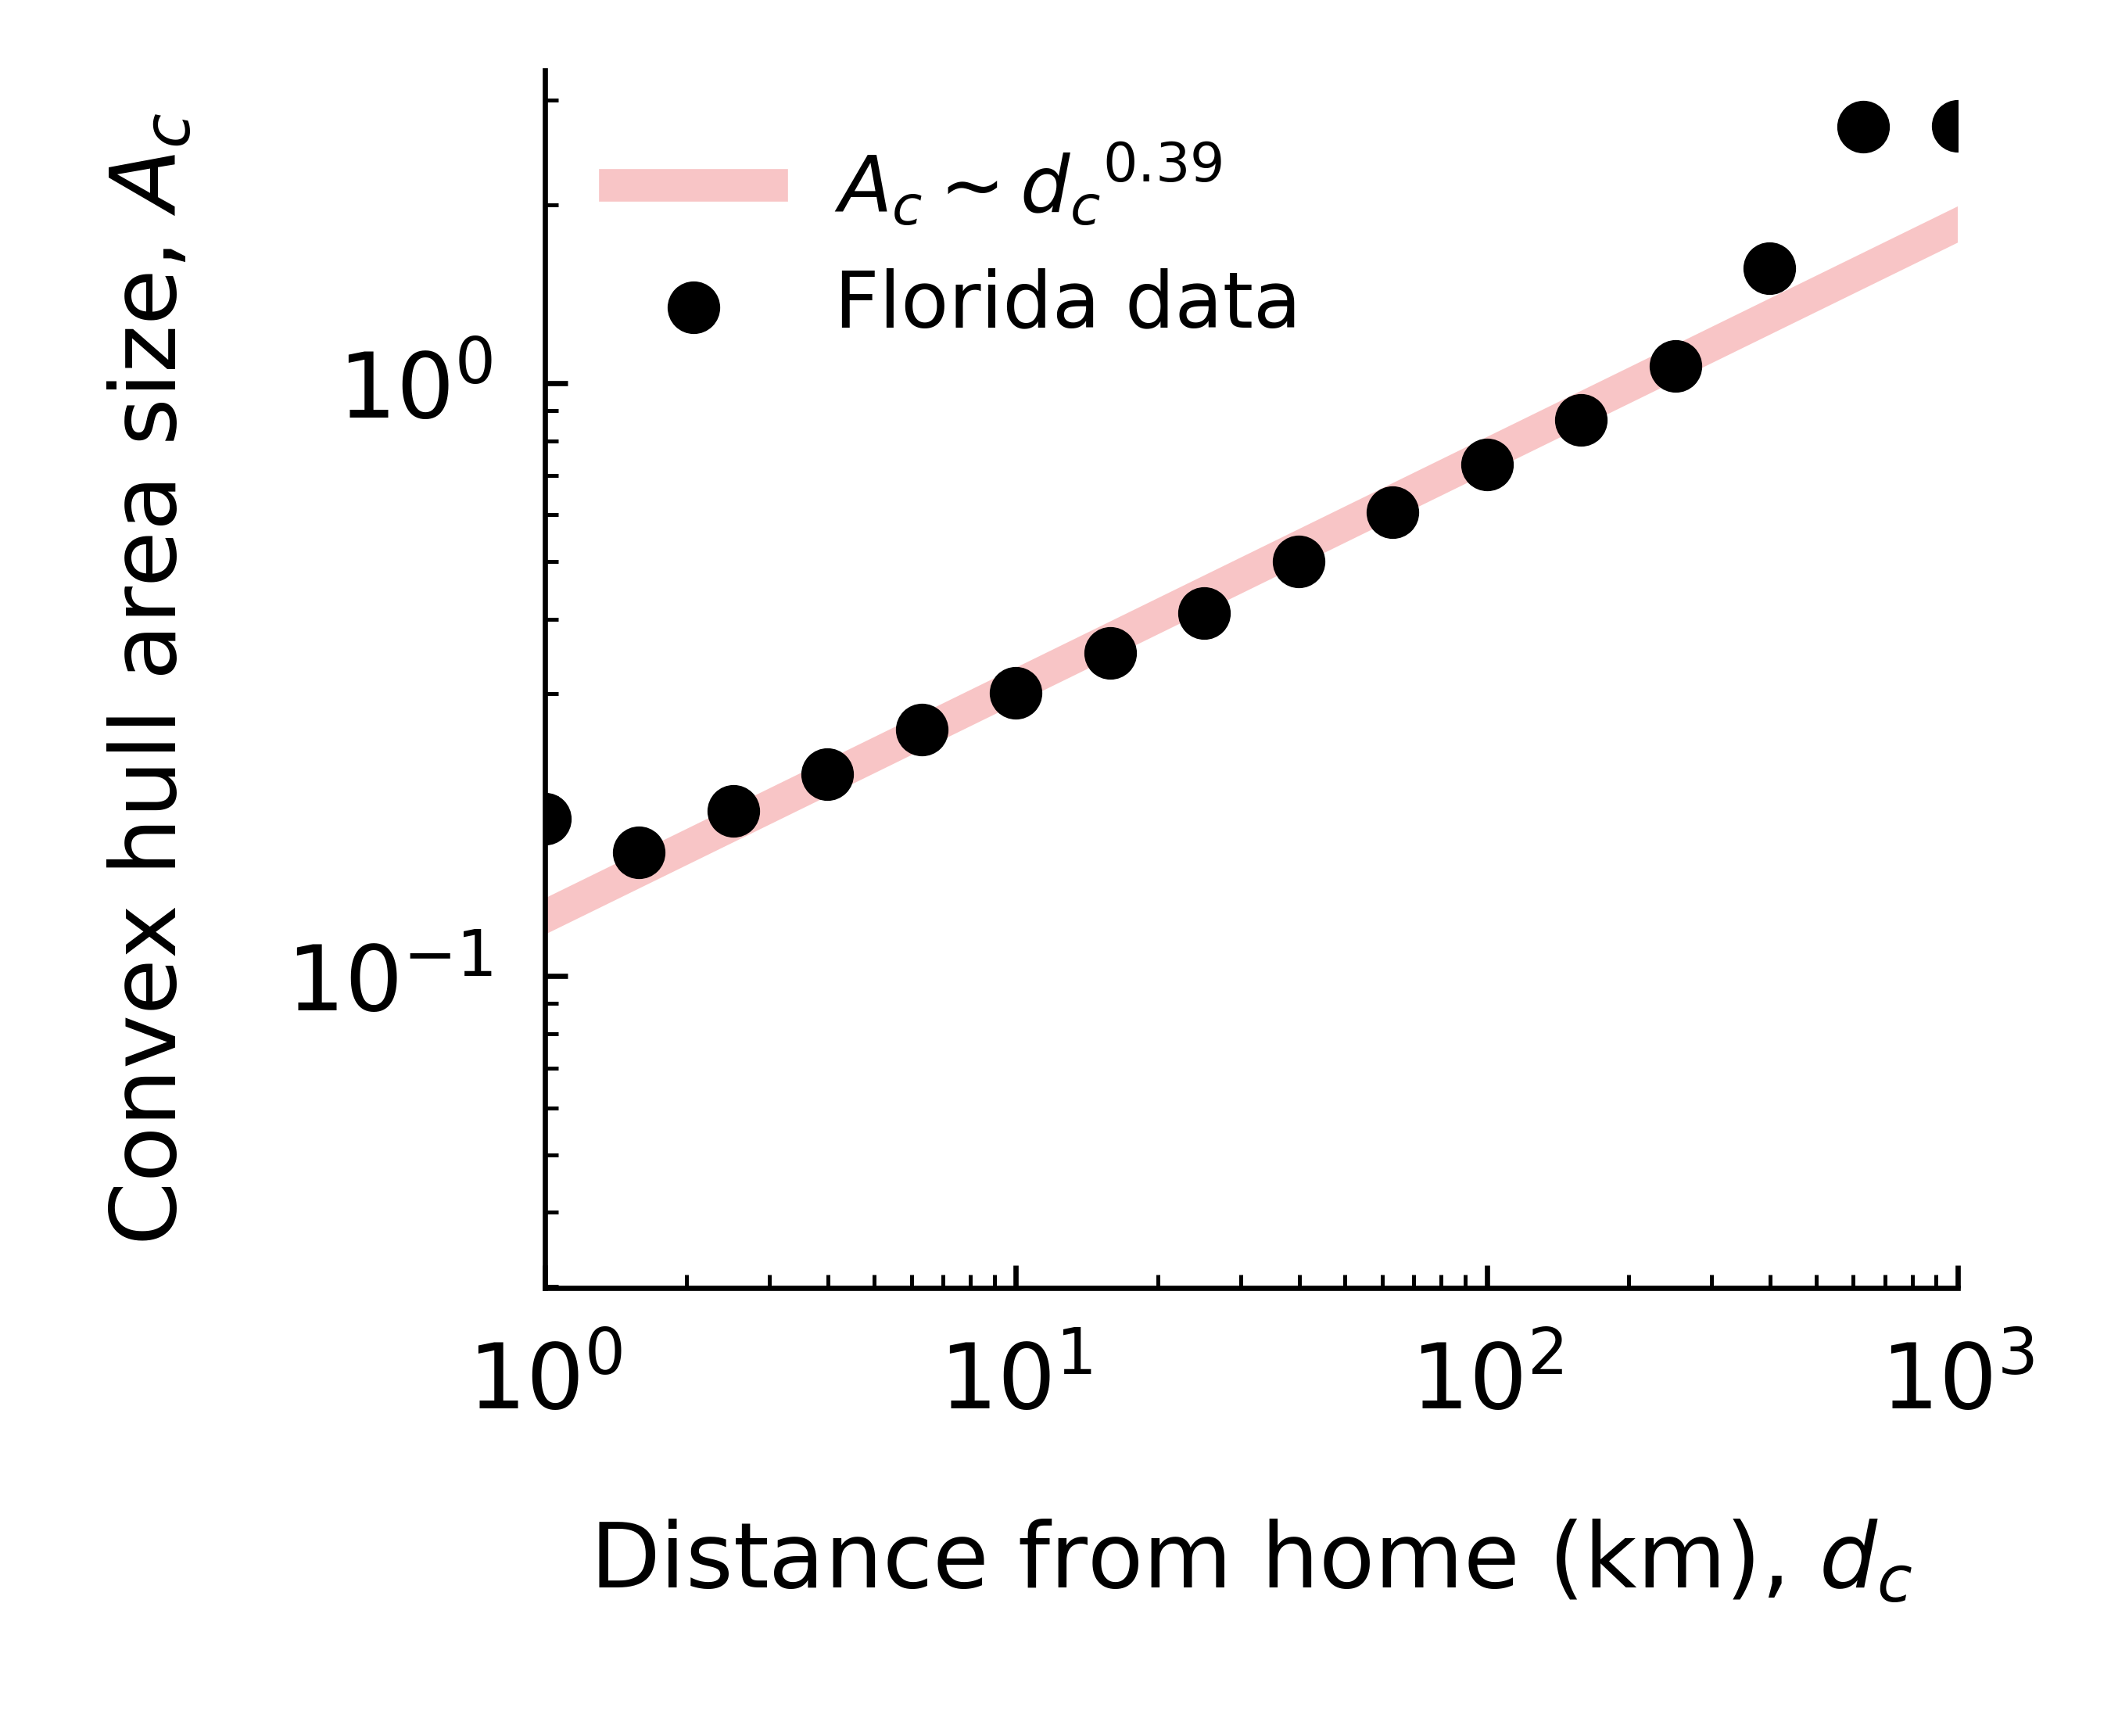 Convex hull area size, A_c
A_c ~ d_c^0.39
Florida data
10^0
10^-1
10^0 10^1 10^2 10^3
Distance from home (km), d_c